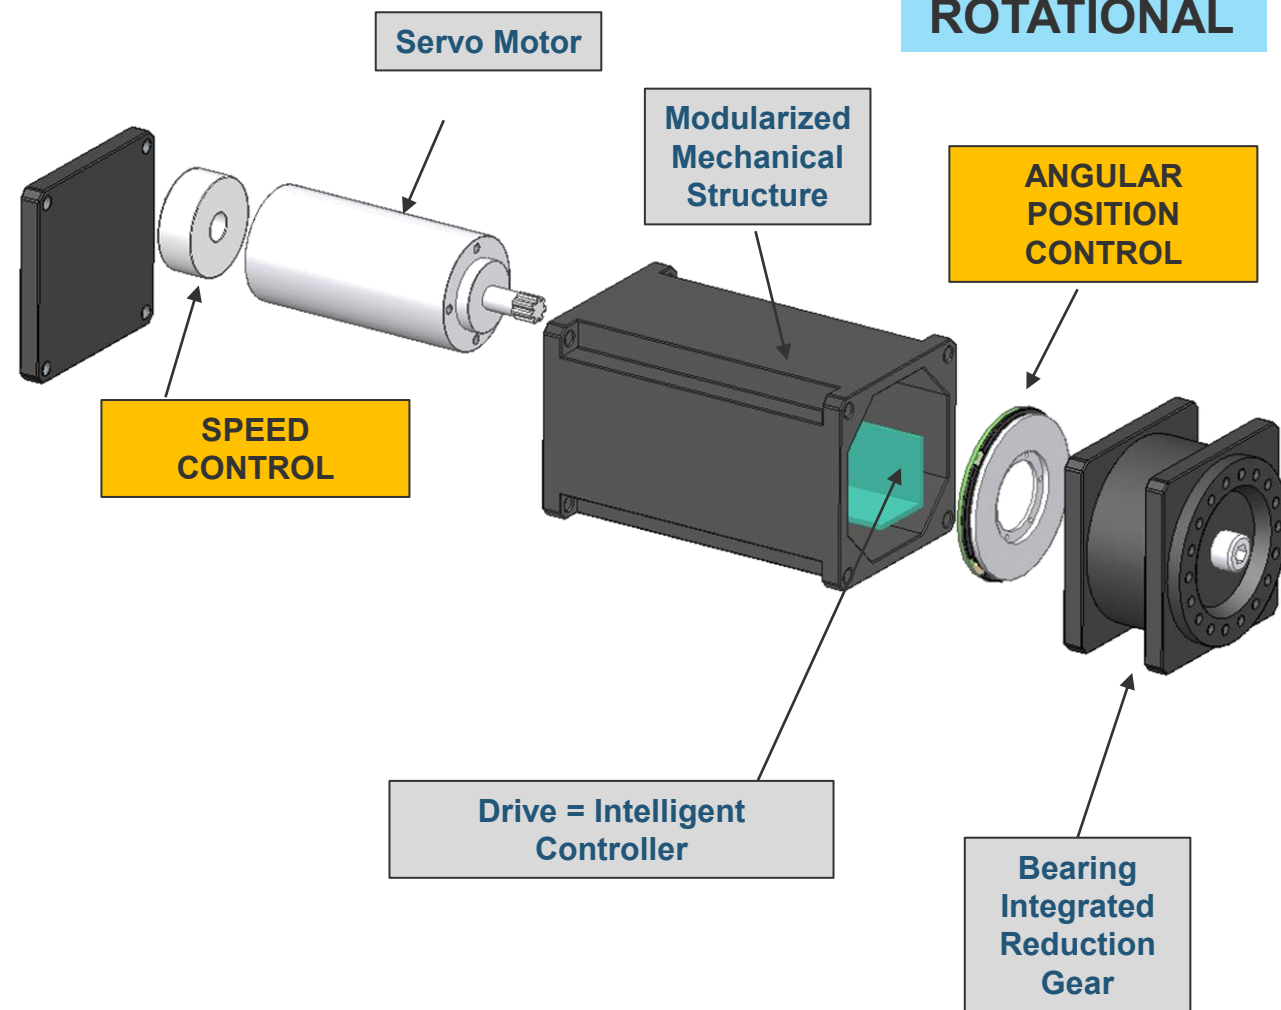 ROTATIONAL
Servo Motor
Modularized
Mechanical
Structure
ANGULAR
POSITION
CONTROL
SPEED
CONTROL
Drive = Intelligent
Controller
Bearing
Integrated
Reduction
Gear